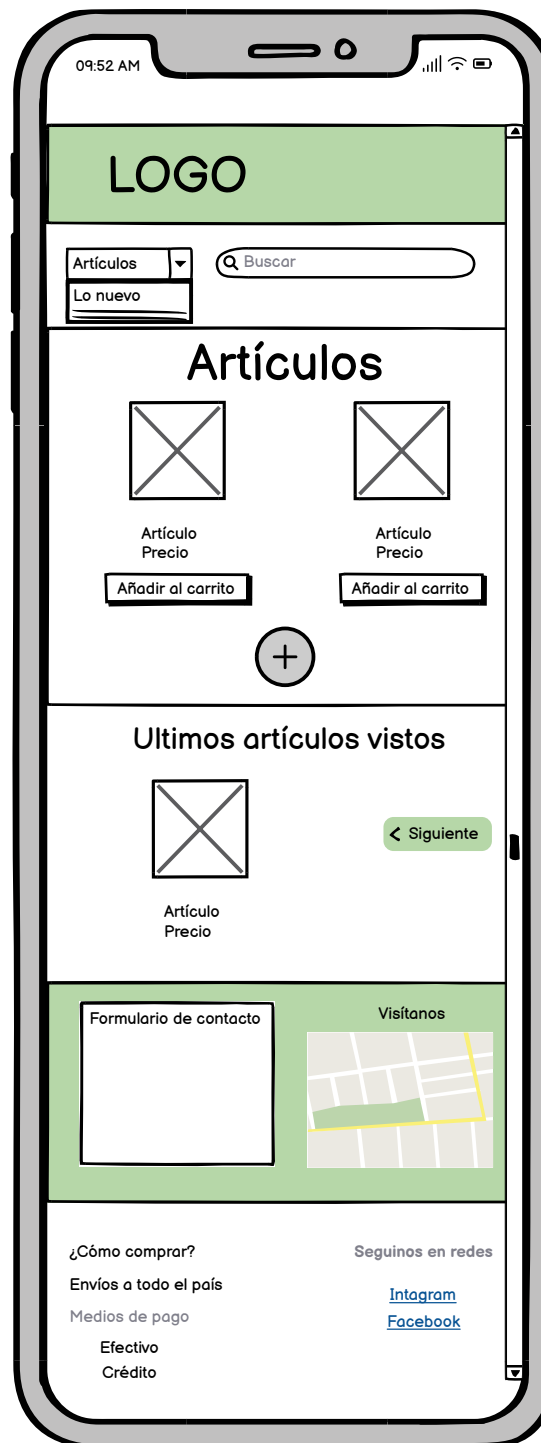 09:52 AM
LOGO
Artículos
Buscar
Lo nuevo
Artículos
Artículo
Precio
Añadir al carrito
Artículo
Precio
Añadir al carrito
Ultimos artículos vistos
Siguiente
Artículo
Precio
Formulario de contacto
Visítanos
¿Cómo comprar?
Envíos a todo el país
Medios de pago
Efectivo
Crédito
Seguinos en redes
Intagram
Facebook